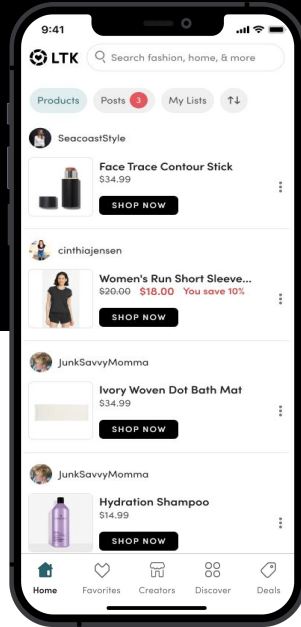 9:41
LTK
Search fashion, home, & more
Products Posts 3 My Lists
SeacoastStyle
Face Trace Contour Stick
$34.99
SHOP NOW
cinthiajensen
Women's Run Short Sleeve...
$20.00 $18.00 You save 10%
SHOP NOW
JunkSavvyMomma
Ivory Woven Dot Bath Mat
$34.99
SHOP NOW
JunkSavvyMomma
Hydration Shampoo
$14.99
SHOP NOW
Home Favorites Creators Discover Deals